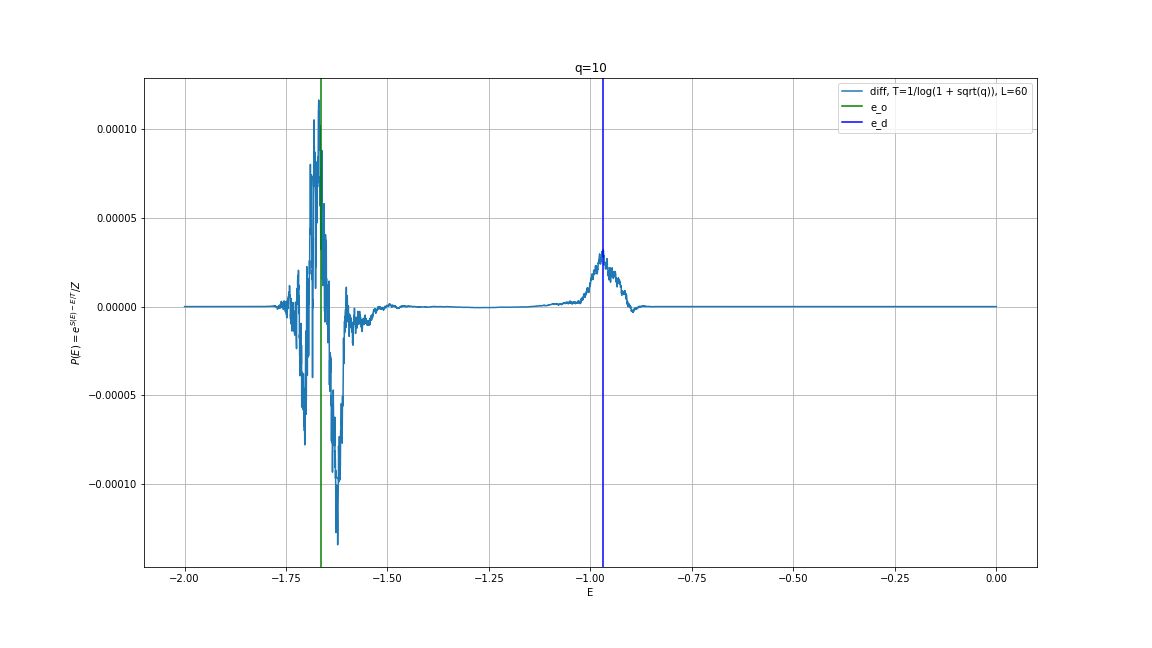 q=10
diff, T=1/log(1 + sqrt(q)), L=60
e_o
e_d
0.00010
0.00005
0.00000
−0.00005
−0.00010
P(E) = e^{S(E) − E/T}/Z
−2.00 −1.75 −1.50 −1.25 −1.00 −0.75 −0.50 −0.25 0.00
E